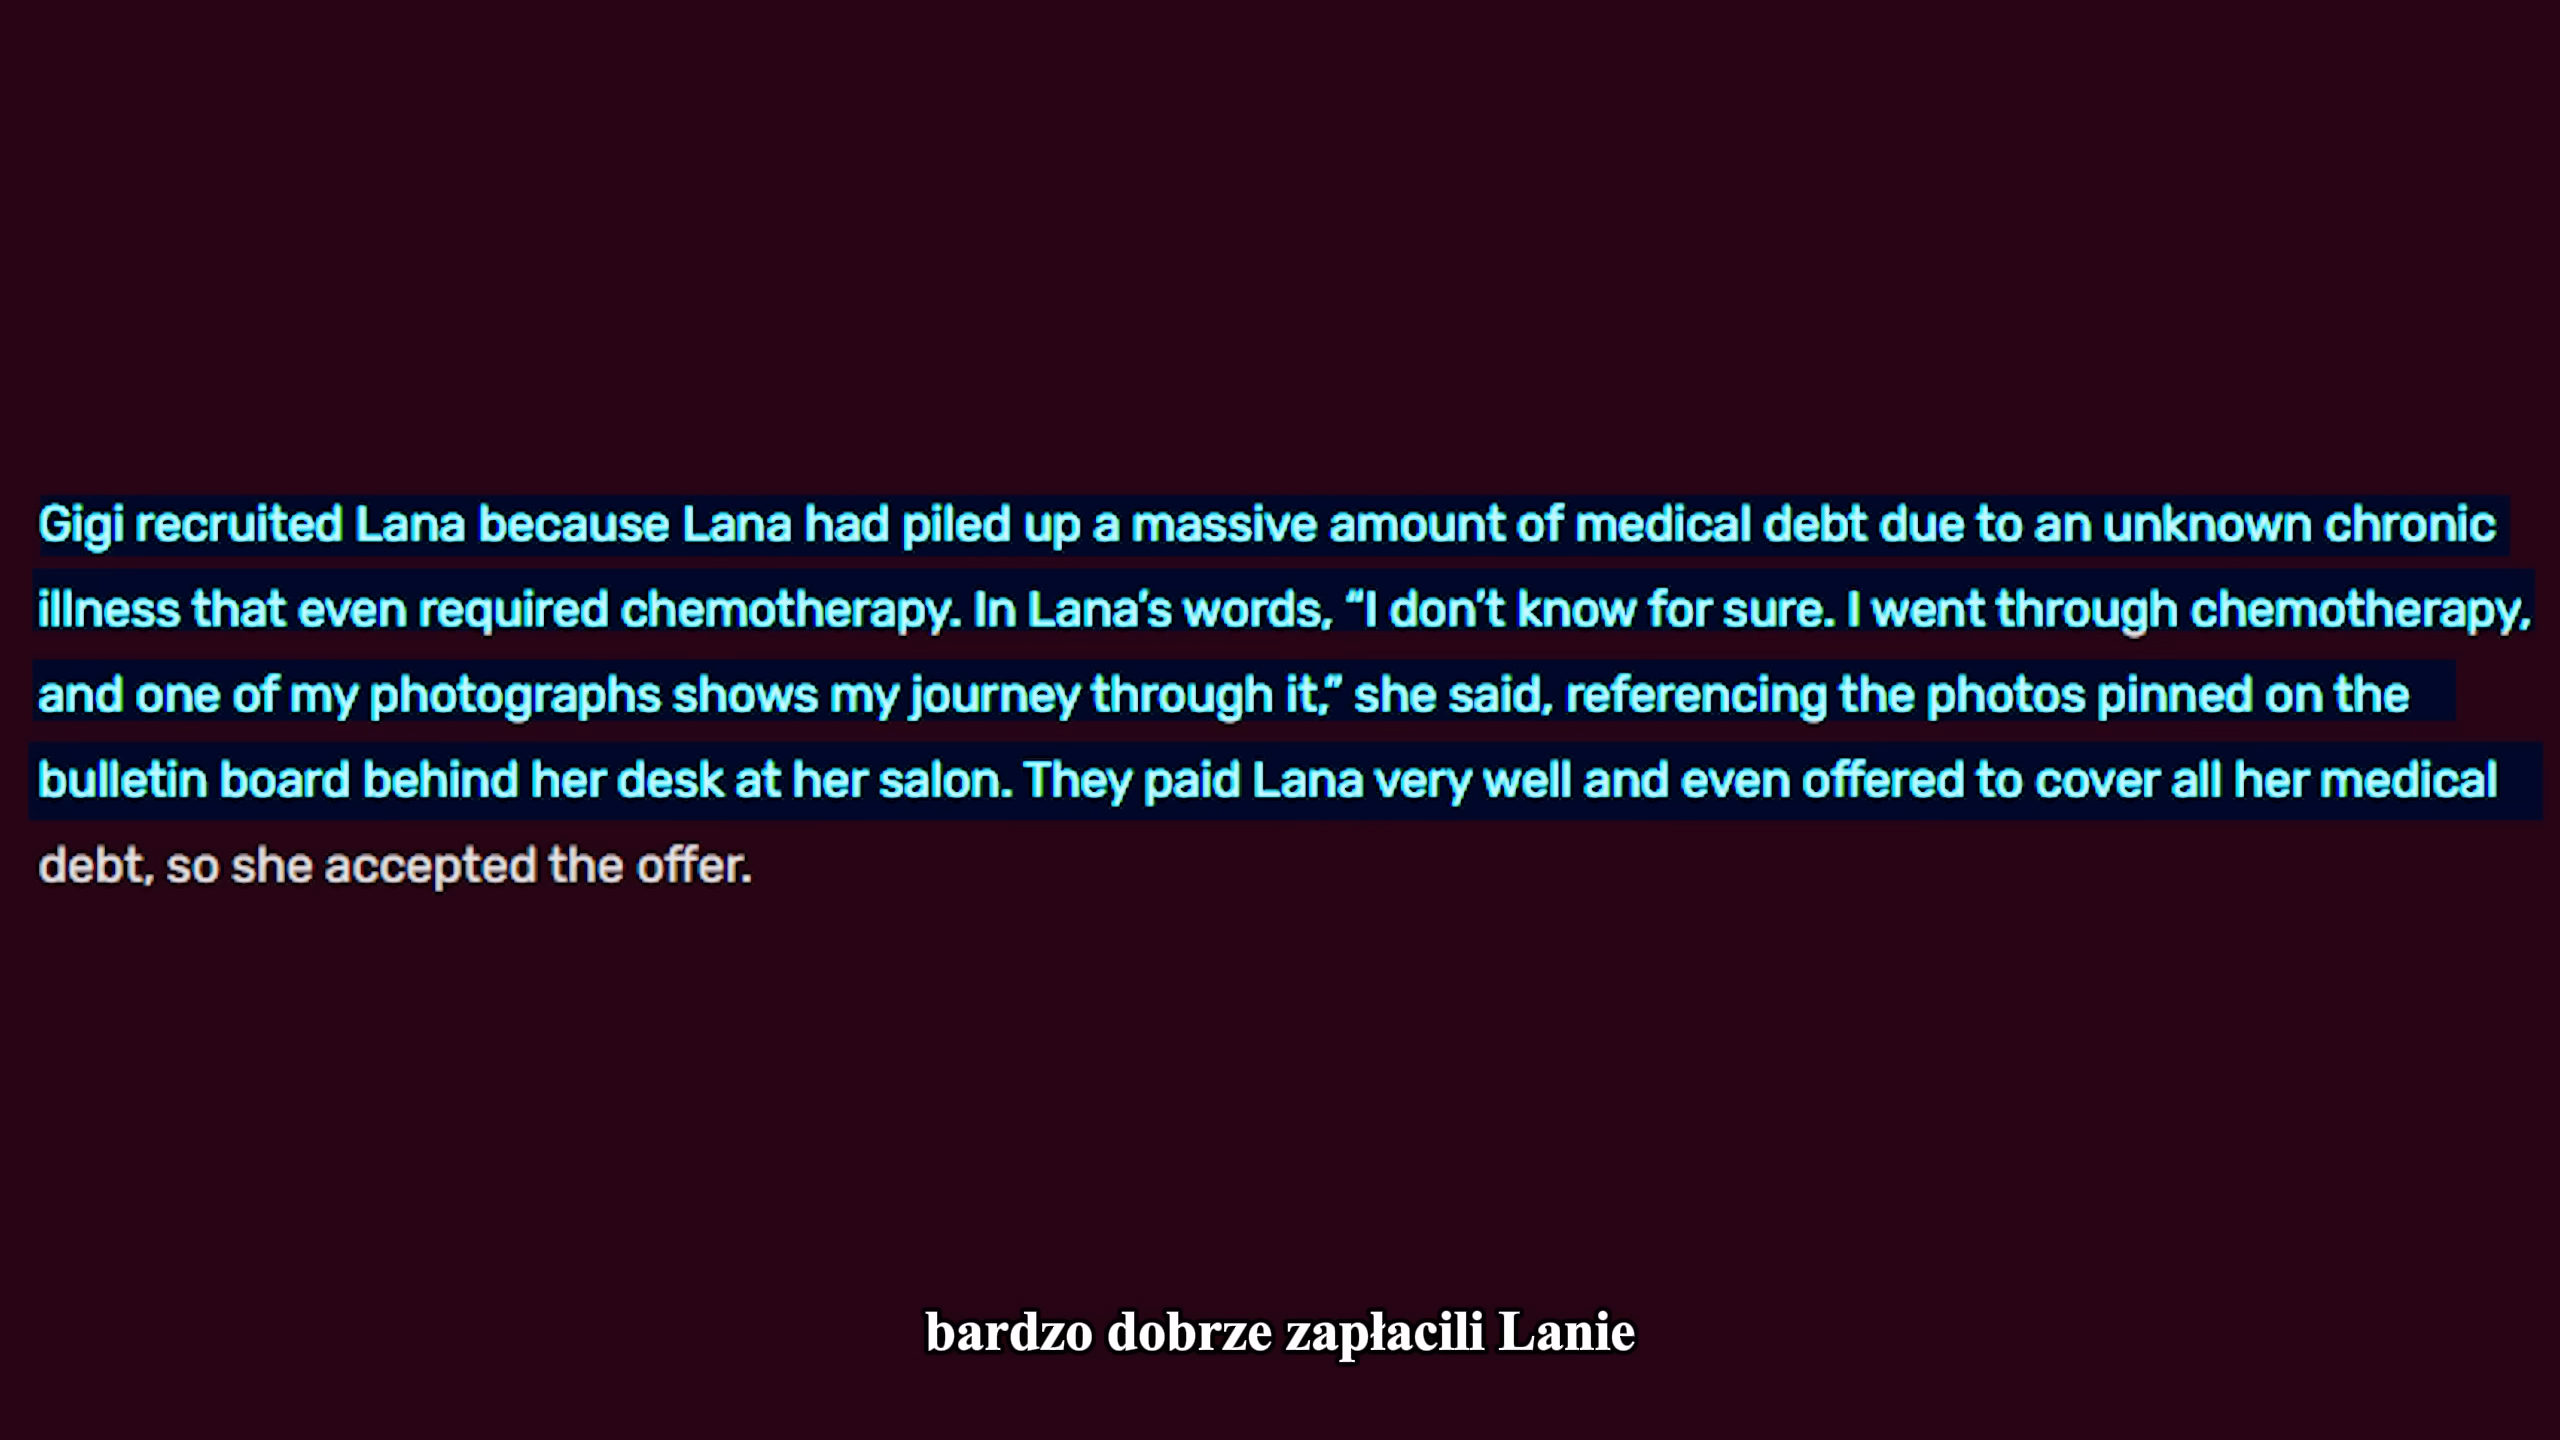 Gigi recruited Lana because Lana had piled up a massive amount of medical debt due to an unknown chronic
illness that even required chemotherapy. In Lana’s words, “I don’t know for sure. I went through chemotherapy,
and one of my photographs shows my journey through it,” she said, referencing the photos pinned on the
bulletin board behind her desk at her salon. They paid Lana very well and even offered to cover all her medical
debt, so she accepted the offer.
bardzo dobrze zapłacili Lanie